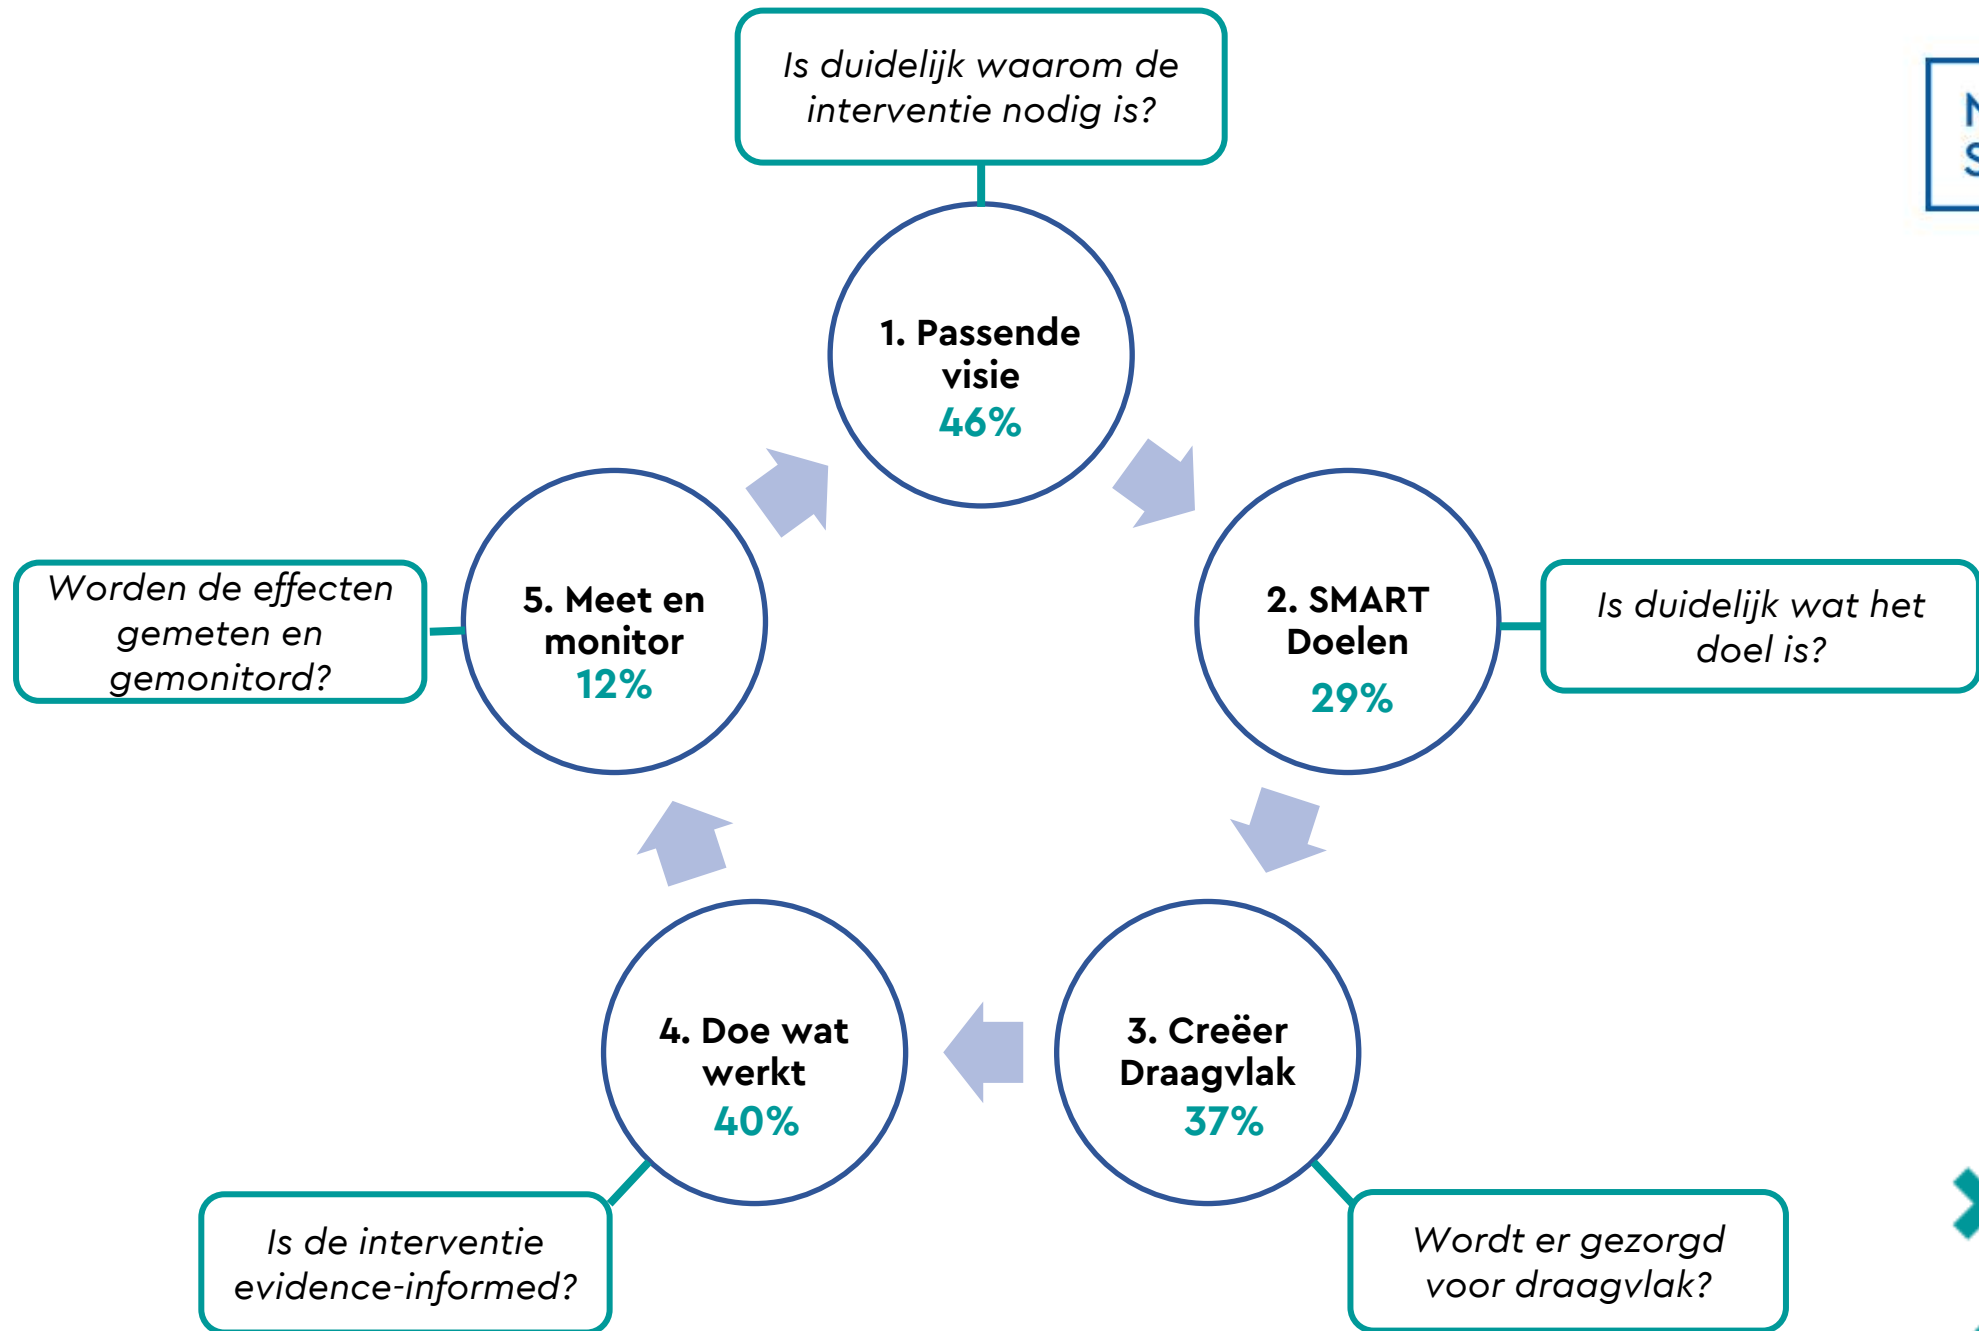 Is duidelijk waarom de
interventie nodig is?
1. Passende
visie
46%
2. SMART
Doelen
29%
Is duidelijk wat het
doel is?
3. Creëer
Draagvlak
37%
Wordt er gezorgd
voor draagvlak?
4. Doe wat
werkt
40%
Is de interventie
evidence-informed?
5. Meet en
monitor
12%
Worden de effecten
gemeten en
gemonitord?